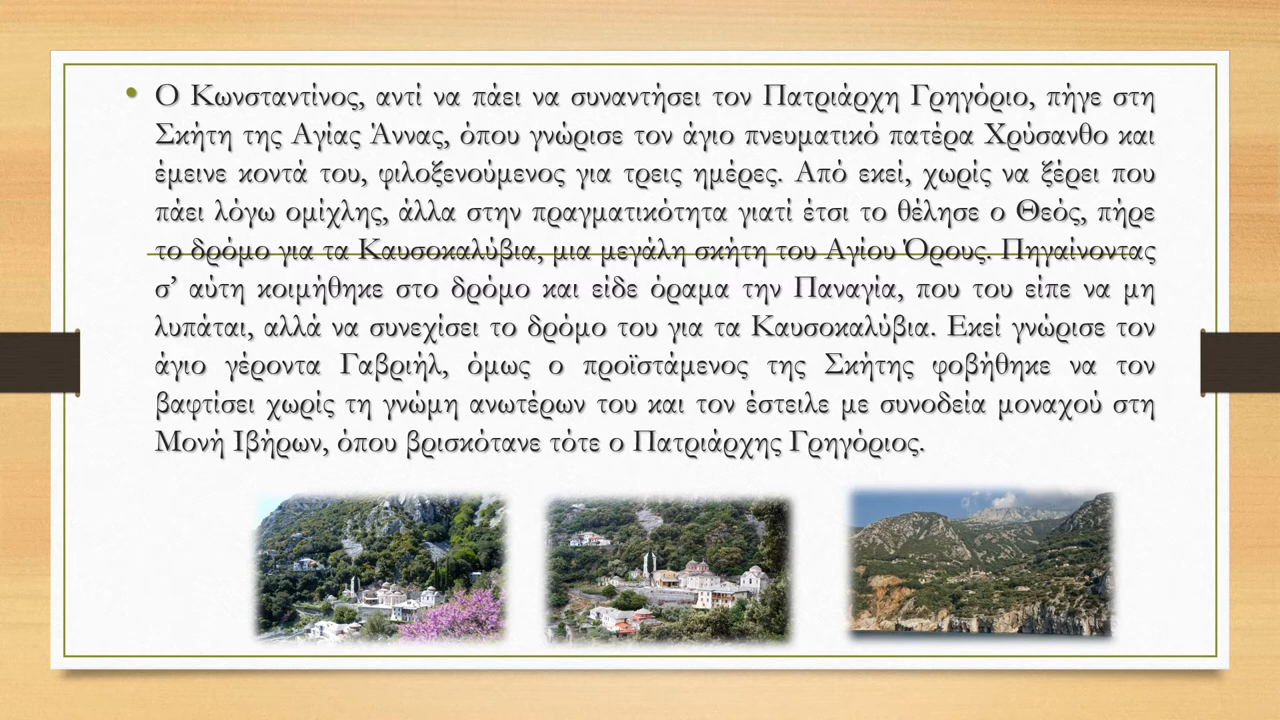 • Ο Κωνσταντίνος, αντί να πάει να συναντήσει τον Πατριάρχη Γρηγόριο, πήγε στη
Σκήτη της Αγίας Άννας, όπου γνώρισε τον άγιο πνευματικό πατέρα Χρύσανθο και
έμεινε κοντά του, φιλοξενούμενος για τρεις ημέρες. Από εκεί, χωρίς να ξέρει που
πάει λόγω ομίχλης, άλλα στην πραγματικότητα γιατί έτσι το θέλησε ο Θεός, πήρε
το δρόμο για τα Καυσοκαλύβια, μια μεγάλη σκήτη του Αγίου Όρους. Πηγαίνοντας
σ’ αύτη κοιμήθηκε στο δρόμο και είδε όραμα την Παναγία, που του είπε να μη
λυπάται, αλλά να συνεχίσει το δρόμο του για τα Καυσοκαλύβια. Εκεί γνώρισε τον
άγιο γέροντα Γαβριήλ, όμως ο προϊστάμενος της Σκήτης φοβήθηκε να τον
βαφτίσει χωρίς τη γνώμη ανωτέρων του και τον έστειλε με συνοδεία μοναχού στη
Μονή Ιβήρων, όπου βρισκότανε τότε ο Πατριάρχης Γρηγόριος.